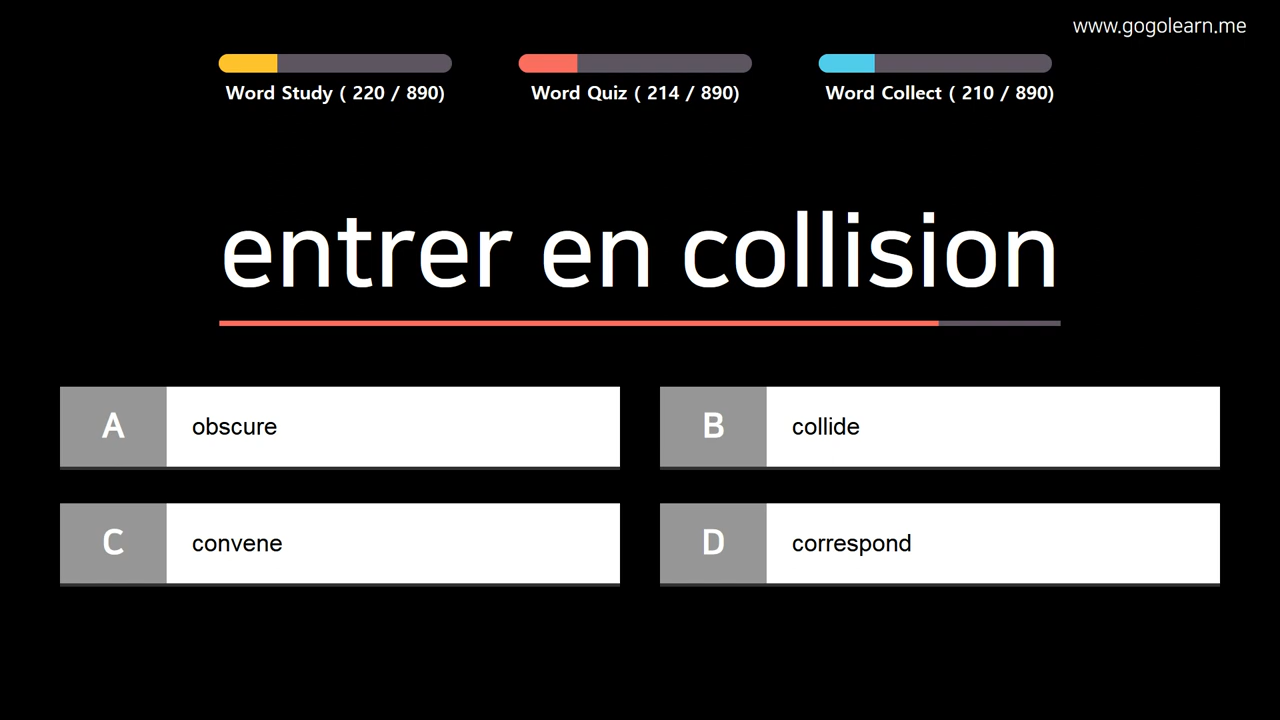 www.gogolearn.me
Word Study ( 220 / 890)
Word Quiz ( 214 / 890)
Word Collect ( 210 / 890)
entrer en collision
A obscure
B collide
C convene
D correspond